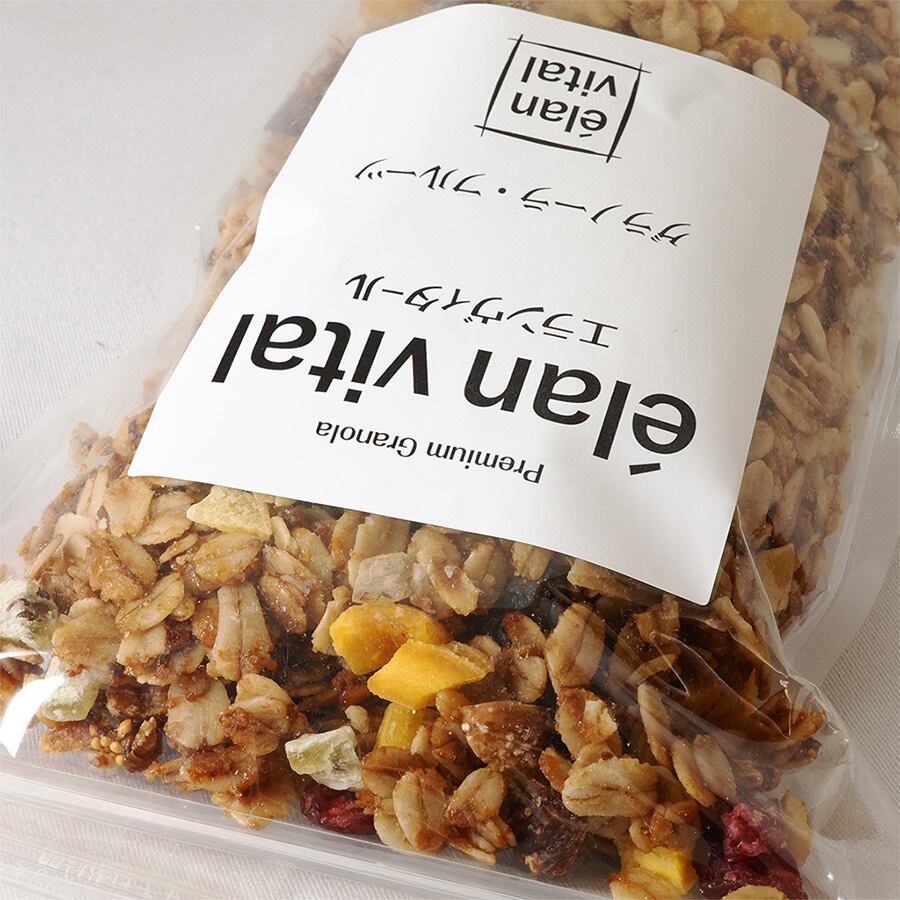 Premium Granola
élan vital
エランヴィタール
グラノーラ・フルーツ
élan
vital